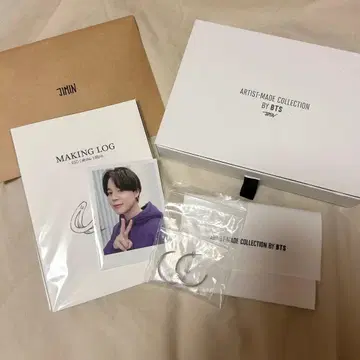 JIMIN
MAKING LOG
ARTIST-MADE COLLECTION
BY BTS
ARTIST-MADE COLLECTION BY BTS